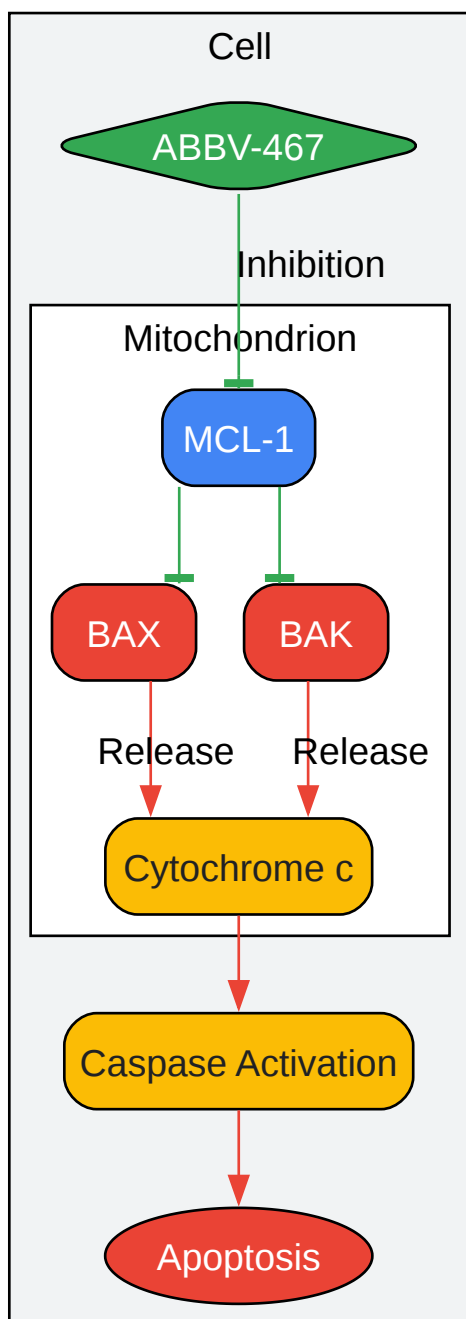 Cell
ABBV-467
Inhibition
Mitochondrion
MCL-1
BAX
BAK
Release
Release
Cytochrome c
Caspase Activation
Apoptosis